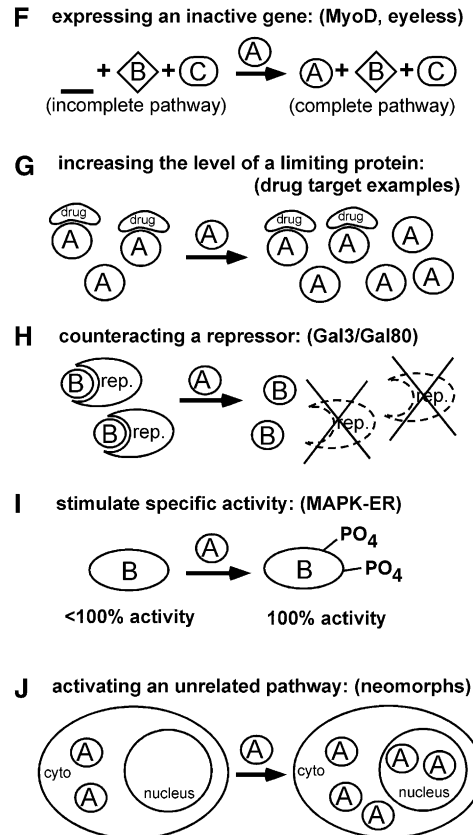 F expressing an inactive gene: (MyoD, eyeless)
A
+ B + C A + B + C
(incomplete pathway) (complete pathway)
G increasing the level of a limiting protein:
(drug target examples)
drug drug drug drug
A A A A A A
A A A A
H counteracting a repressor: (Gal3/Gal80)
B rep. A B rep.
B rep. B rep.
I stimulate specific activity: (MAPK-ER)
A PO4
B B PO4
<100% activity 100% activity
J activating an unrelated pathway: (neomorphs)
A A A A A
cyto cyto
A nucleus A A nucleus